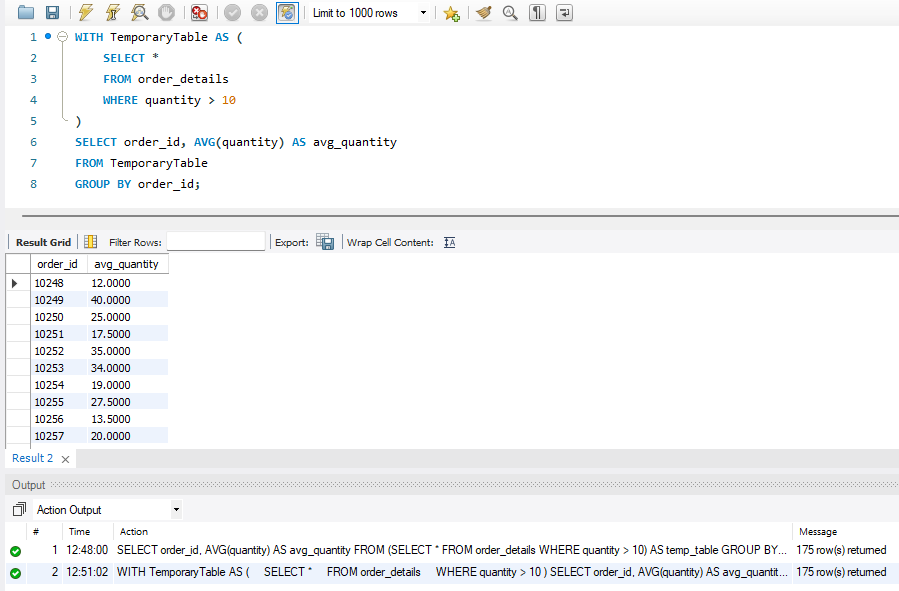 Limit to 1000 rows
1 WITH TemporaryTable AS (
2 SELECT *
3 FROM order_details
4 WHERE quantity > 10
5 )
6 SELECT order_id, AVG(quantity) AS avg_quantity
7 FROM TemporaryTable
8 GROUP BY order_id;
Result Grid Filter Rows: Export: Wrap Cell Content: IA
order_id avg_quantity
10248 12.0000
10249 40.0000
10250 25.0000
10251 17.5000
10252 35.0000
10253 34.0000
10254 19.0000
10255 27.5000
10256 13.5000
10257 20.0000
Result 2
Output
Action Output
# Time Action Message
1 12:48:00 SELECT order_id, AVG(quantity) AS avg_quantity FROM (SELECT * FROM order_details WHERE quantity > 10) AS temp_table GROUP BY... 175 row(s) returned
2 12:51:02 WITH TemporaryTable AS ( SELECT * FROM order_details WHERE quantity > 10 ) SELECT order_id, AVG(quantity) AS avg_quantit... 175 row(s) returned